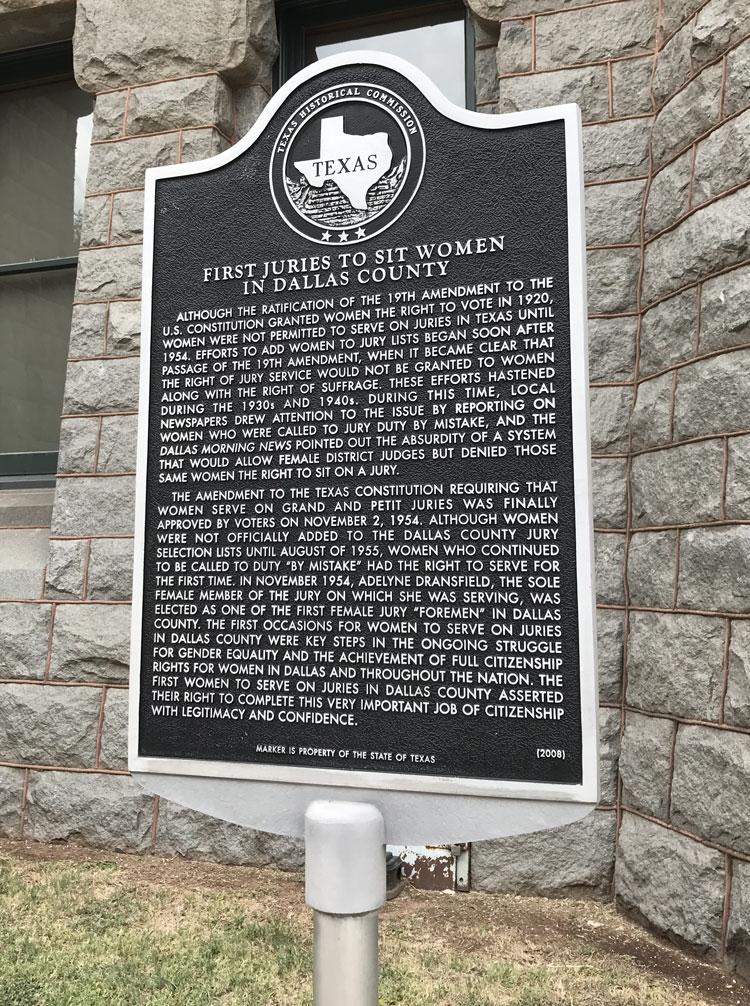 TEXAS HISTORICAL COMMISSION
TEXAS
FIRST JURIES TO SIT WOMEN
IN DALLAS COUNTY
ALTHOUGH THE RATIFICATION OF THE 19TH AMENDMENT TO THE
U.S. CONSTITUTION GRANTED WOMEN THE RIGHT TO VOTE IN 1920,
WOMEN WERE NOT PERMITTED TO SERVE ON JURIES IN TEXAS UNTIL
1954. EFFORTS TO ADD WOMEN TO JURY LISTS BEGAN SOON AFTER
PASSAGE OF THE 19TH AMENDMENT, WHEN IT BECAME CLEAR THAT
THE RIGHT OF JURY SERVICE WOULD NOT BE GRANTED TO WOMEN
ALONG WITH THE RIGHT OF SUFFRAGE. THESE EFFORTS HASTENED
DURING THE 1930s AND 1940s. DURING THIS TIME, LOCAL
NEWSPAPERS DREW ATTENTION TO THE ISSUE BY REPORTING ON
WOMEN WHO WERE CALLED TO JURY DUTY BY MISTAKE, AND THE
DALLAS MORNING NEWS POINTED OUT THE ABSURDITY OF A SYSTEM
THAT WOULD ALLOW FEMALE DISTRICT JUDGES BUT DENIED THOSE
SAME WOMEN THE RIGHT TO SIT ON A JURY.
THE AMENDMENT TO THE TEXAS CONSTITUTION REQUIRING THAT
WOMEN SERVE ON GRAND AND PETIT JURIES WAS FINALLY
APPROVED BY VOTERS ON NOVEMBER 2, 1954. ALTHOUGH WOMEN
WERE NOT OFFICIALLY ADDED TO THE DALLAS COUNTY JURY
SELECTION LISTS UNTIL AUGUST OF 1955, WOMEN WHO CONTINUED
TO BE CALLED TO DUTY "BY MISTAKE" HAD THE RIGHT TO SERVE FOR
THE FIRST TIME. IN NOVEMBER 1954, ADELYNE DRANSFIELD, THE SOLE
FEMALE MEMBER OF THE JURY ON WHICH SHE WAS SERVING, WAS
ELECTED AS ONE OF THE FIRST FEMALE JURY "FOREMEN" IN DALLAS
COUNTY. THE FIRST OCCASIONS FOR WOMEN TO SERVE ON JURIES
IN DALLAS COUNTY WERE KEY STEPS IN THE ONGOING STRUGGLE
FOR GENDER EQUALITY AND THE ACHIEVEMENT OF FULL CITIZENSHIP
RIGHTS FOR WOMEN IN DALLAS AND THROUGHOUT THE NATION. THE
FIRST WOMEN TO SERVE ON JURIES IN DALLAS COUNTY ASSERTED
THEIR RIGHT TO COMPLETE THIS VERY IMPORTANT JOB OF CITIZENSHIP
WITH LEGITIMACY AND CONFIDENCE.
(2008)
MARKER IS PROPERTY OF THE STATE OF TEXAS